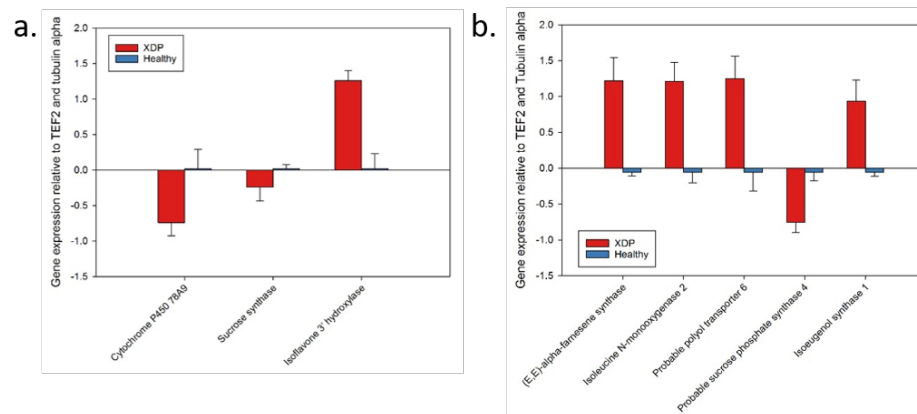 a.
Gene expression relative to TEF2 and tubulin alpha
2.0
1.5
1.0
0.5
0.0
-0.5
-1.0
-1.5
XDP
Healthy
Cytochrome P450 78A9
Sucrose synthase
Isoflavone 3' hydroxylase
b.
Gene expression relative to TEF2 and Tubulin alpha
2.0
1.5
1.0
0.5
0.0
-0.5
-1.0
-1.5
XDP
Healthy
(E,E)-alpha-farnesene synthase
Isoleucine N-monooxygenase 2
Probable polyol transporter 6
Probable sucrose phosphate synthase 4
Isoeugenol synthase 1